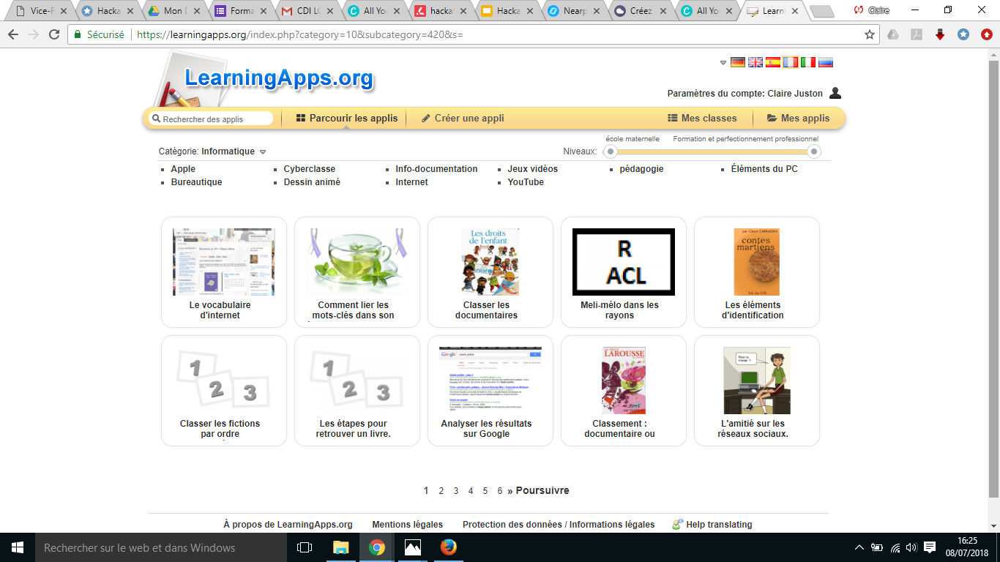 Vice-F
Hacka
Mon D
Forma
CDI LC
All You
hackat
Hacka
Nearp
Créez
All You
Learni
Claire
Sécurisé
https://learningapps.org/index.php?category=10&subcategory=420&s=
LearningApps.org
Paramètres du compte: Claire Juston
Rechercher des applis
Parcourir les applis
Créer une appli
Mes classes
Mes applis
école maternelle
Formation et perfectionnement professionnel
Catégorie: Informatique
Niveaux:
Apple
Cyberclasse
Info-documentation
Jeux vidéos
pédagogie
Éléments du PC
Bureautique
Dessin animé
Internet
YouTube
Les droits
de l'enfant
unicef
R
ACL
par Claude CARRAGUE
contes
martiens
Le vocabulaire
d'internet
Comment lier les
mots-clés dans son
Classer les
documentaires
Meli-mélo dans les
rayons
Les éléments
d'identification
1
2
3
1
2
3
Google
LAROUSSE
Classer les fictions
par ordre
Les étapes pour
retrouver un livre.
Analyser les résultats
sur Google
Classement :
documentaire ou
L'amitié sur les
réseaux sociaux.
1 2 3 4 5 6 » Poursuivre
À propos de LearningApps.org
Mentions légales
Protection des données / Informations légales
Help translating
Rechercher sur le web et dans Windows
16:25
08/07/2018